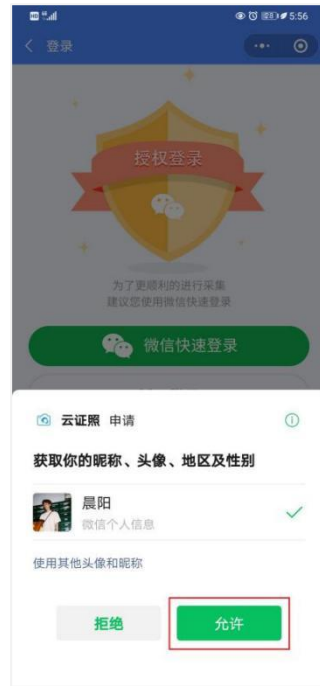 5:56
登录
授权登录
为了更顺利的进行采集
建议您使用微信快速登录
微信快速登录
云证照 申请
获取你的昵称、头像、地区及性别
晨阳
微信个人信息
使用其他头像和昵称
拒绝
允许